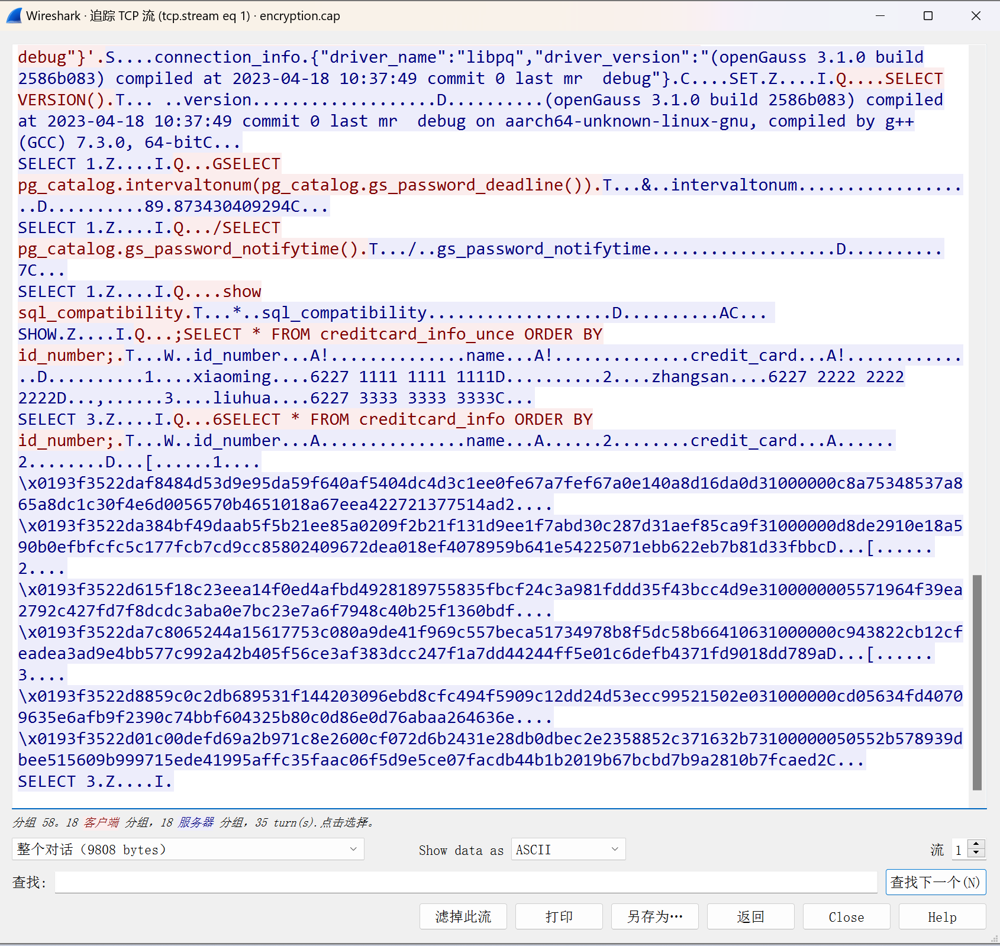 Wireshark · 追踪 TCP 流 (tcp.stream eq 1) · encryption.cap
debug"}'.S....connection_info.{"driver_name":"libpq","driver_version":"(openGauss 3.1.0 build
2586b083) compiled at 2023-04-18 10:37:49 commit 0 last mr  debug"}.C....SET.Z....I.Q....SELECT
VERSION().T... ..version...................D..........(openGauss 3.1.0 build 2586b083) compiled
at 2023-04-18 10:37:49 commit 0 last mr  debug on aarch64-unknown-linux-gnu, compiled by g++
(GCC) 7.3.0, 64-bitC...
SELECT 1.Z....I.Q...GSELECT
pg_catalog.intervaltonum(pg_catalog.gs_password_deadline()).T...&..intervaltonum.................
..D..........89.873430409294C...
SELECT 1.Z....I.Q.../SELECT
pg_catalog.gs_password_notifytime().T.../..gs_password_notifytime...................D..........
7C...
SELECT 1.Z....I.Q....show
sql_compatibility.T...*..sql_compatibility...................D..........AC...
SHOW.Z....I.Q...;SELECT * FROM creditcard_info_unce ORDER BY
id_number;.T...W..id_number...A!..............name...A!..............credit_card...A!............
..D..........1....xiaoming....6227 1111 1111 1111D..........2....zhangsan....6227 2222 2222
2222D...,......3....liuhua....6227 3333 3333 3333C...
SELECT 3.Z....I.Q...6SELECT * FROM creditcard_info ORDER BY
id_number;.T...W..id_number...A...............name...A......2........credit_card...A......
2........D...[......1....
\x0193f3522daf8484d53d9e95da59f640af5404dc4d3c1ee0fe67a7fef67a0e140a8d16da0d31000000c8a75348537a8
65a8dc1c30f4e6d0056570b4651018a67eea422721377514ad2....
\x0193f3522da384bf49daab5f5b21ee85a0209f2b21f131d9ee1f7abd30c287d31aef85ca9f31000000d8de2910e18a5
90b0efbfcfc5c177fcb7cd9cc85802409672dea018ef4078959b641e54225071ebb622eb7b81d33fbbcD...[......
2....
\x0193f3522d615f18c23eea14f0ed4afbd4928189755835fbcf24c3a981fddd35f43bcc4d9e3100000005571964f39ea
2792c427fd7f8dcdc3aba0e7bc23e7a6f7948c40b25f1360bdf....
\x0193f3522da7c8065244a15617753c080a9de41f969c557beca51734978b8f5dc58b66410631000000c943822cb12cf
eadea3ad9e4bb577c992a42b405f56ce3af383dcc247f1a7dd44244ff5e01c6defb4371fd9018dd789aD...[......
3....
\x0193f3522d8859c0c2db689531f144203096ebd8cfc494f5909c12dd24d53ecc99521502e031000000cd05634fd4070
9635e6afb9f2390c74bbf604325b80c0d86e0d76abaa264636e....
\x0193f3522d01c00defd69a2b971c8e2600cf072d6b2431e28db0dbec2e2358852c371632b73100000050552b578939d
bee515609b999715ede41995affc35faac06f5d9e5ce07facdb44b1b2019b67bcbd7b9a2810b7fcaed2C...
SELECT 3.Z....I.
分组 58。18 客户端 分组，18 服务器 分组，35 turn(s).点击选择。
整个对话（9808 bytes） Show data as ASCII 流 1
查找: 查找下一个(N)
滤掉此流 打印 另存为… 返回 Close Help